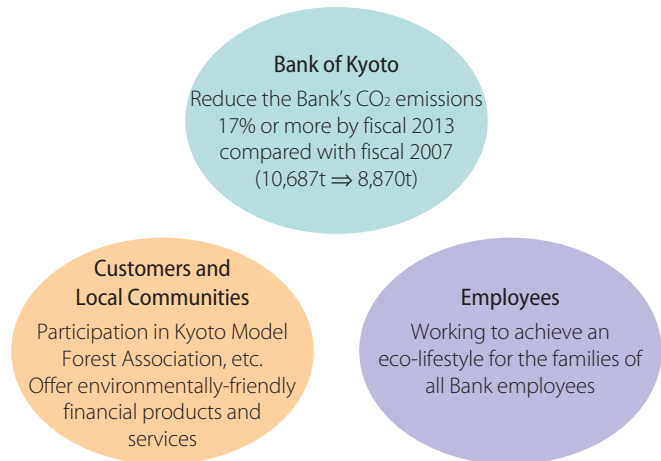 Bank of Kyoto
Reduce the Bank’s CO₂ emissions
17% or more by fiscal 2013
compared with fiscal 2007
(10,687t ⇒ 8,870t)
Customers and
Local Communities
Participation in Kyoto Model
Forest Association, etc.
Offer environmentally-friendly
financial products and
services
Employees
Working to achieve an
eco-lifestyle for the families of
all Bank employees